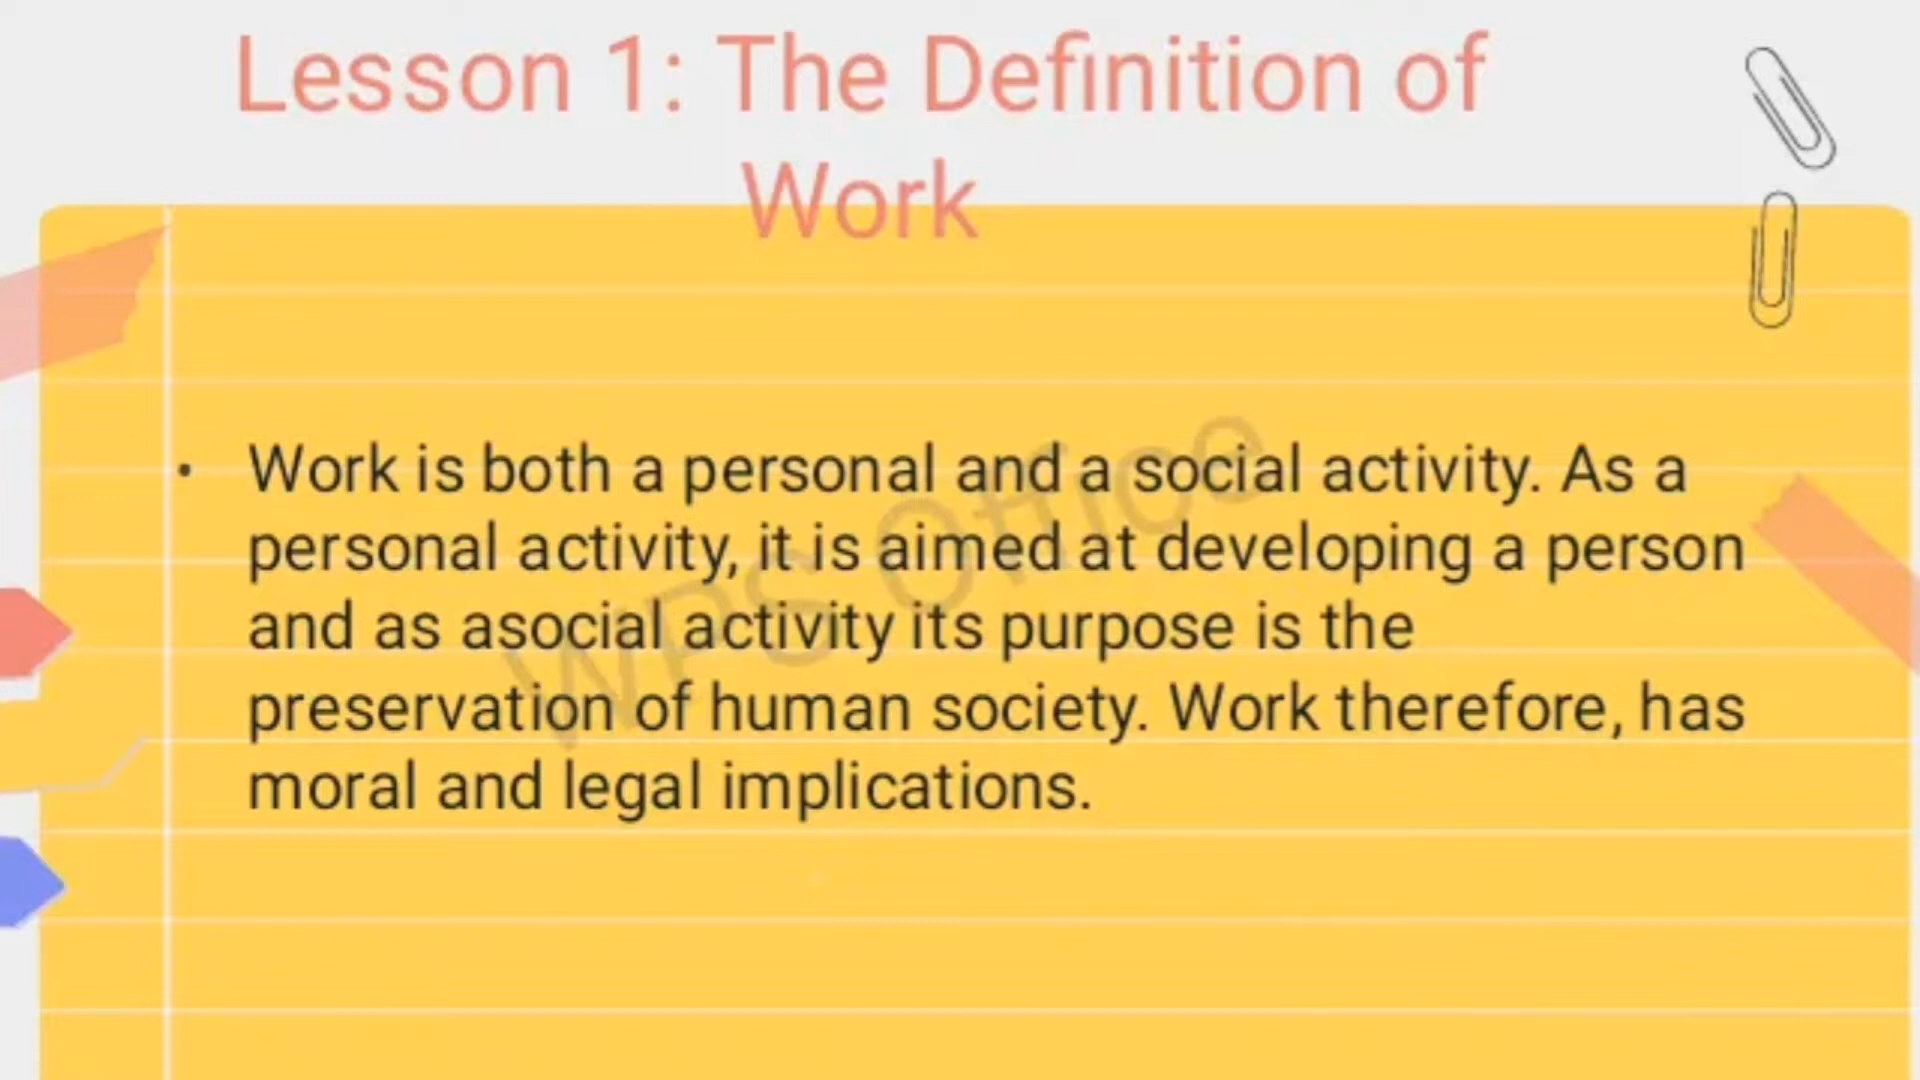 Lesson 1: The Definition of
Work
• Work is both a personal and a social activity. As a
personal activity, it is aimed at developing a person
and as asocial activity its purpose is the
preservation of human society. Work therefore, has
moral and legal implications.
WPS Office